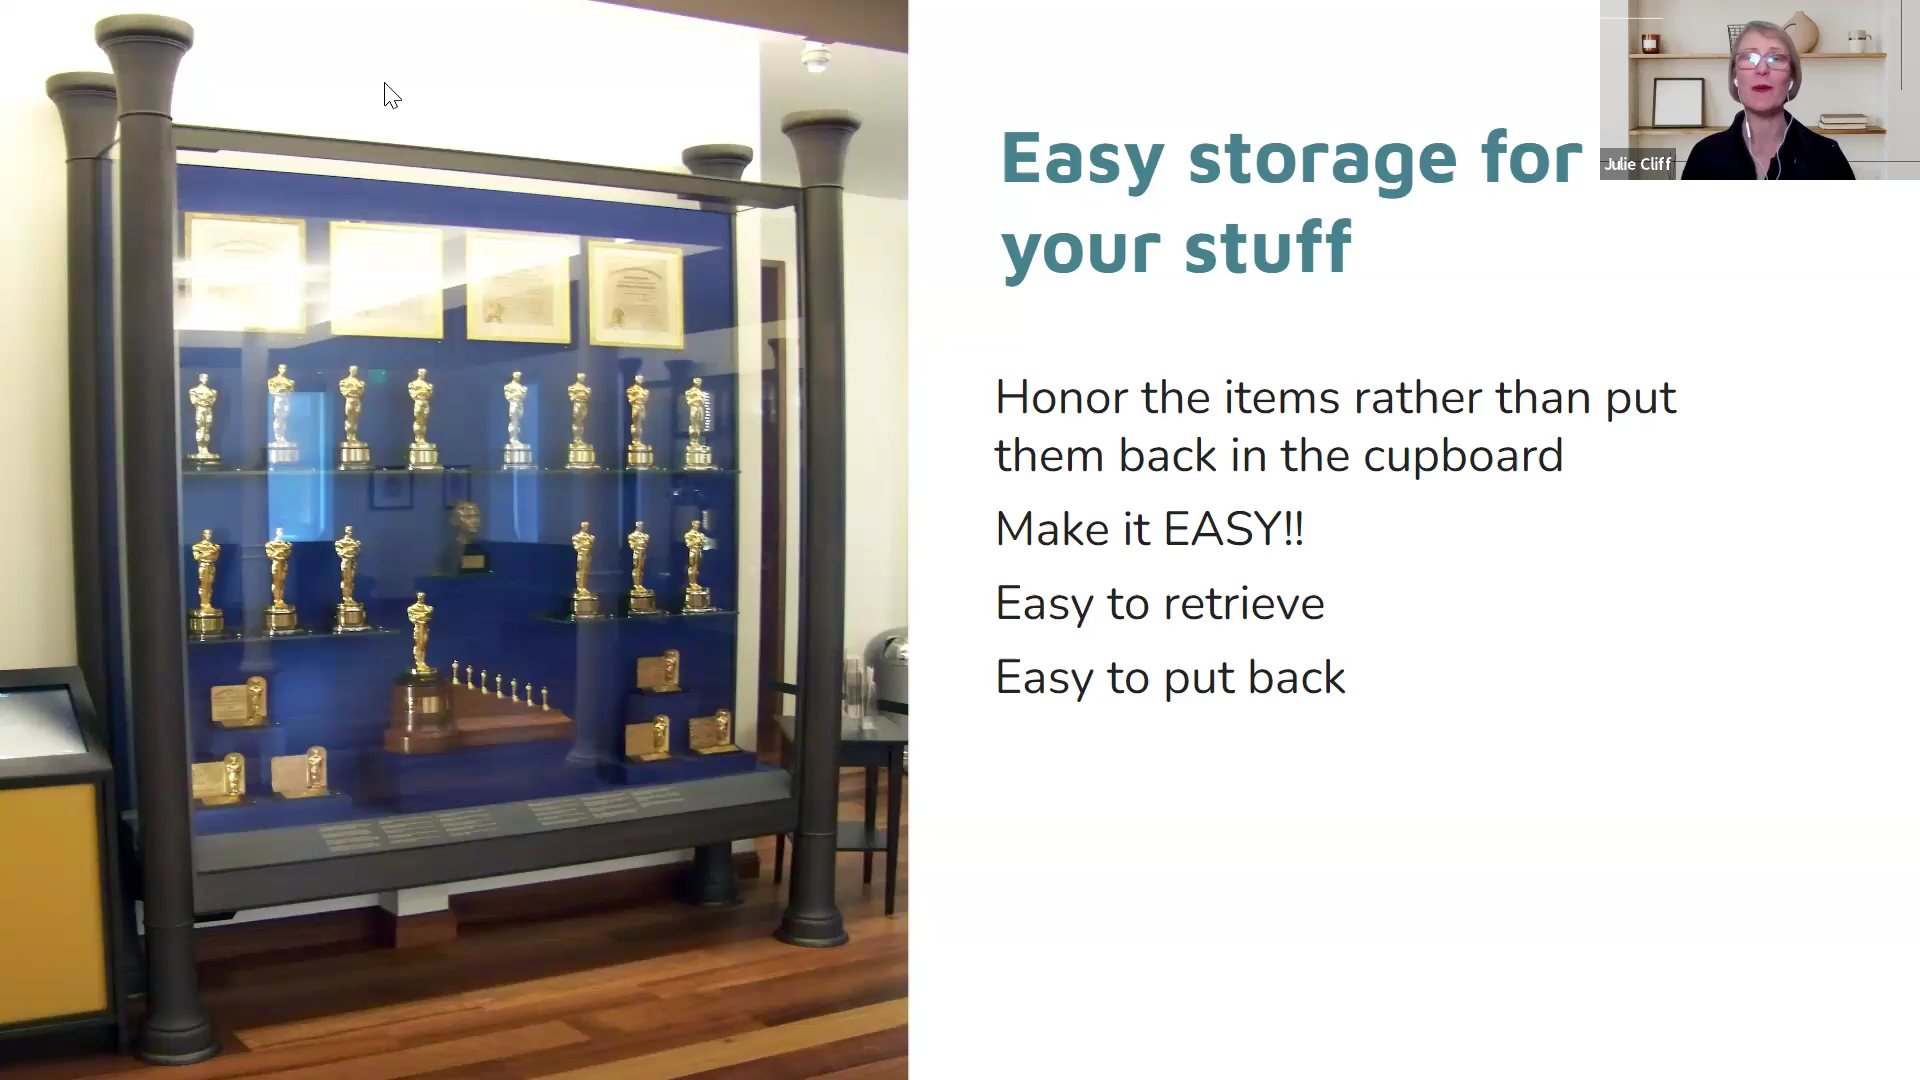 Easy storage for
your stuff
Julie Cliff
Honor the items rather than put
them back in the cupboard
Make it EASY!!
Easy to retrieve
Easy to put back